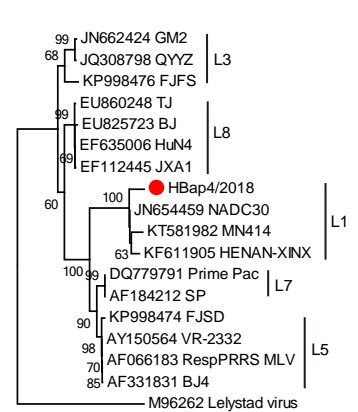 99
JN662424 GM2
68
JQ308798 QYYZ
L3
KP998476 FJFS
EU860248 TJ
99
EU825723 BJ
L8
EF635006 HuN4
69
EF112445 JXA1
60
100
HBap4/2018
JN654459 NADC30
L1
KT581982 MN414
63
KF611905 HENAN-XINX
100
99
DQ779791 Prime Pac
L7
AF184212 SP
90
KP998474 FJSD
98
AY150564 VR-2332
L5
70
AF066183 RespPRRS MLV
85
AF331831 BJ4
M96262 Lelystad virus